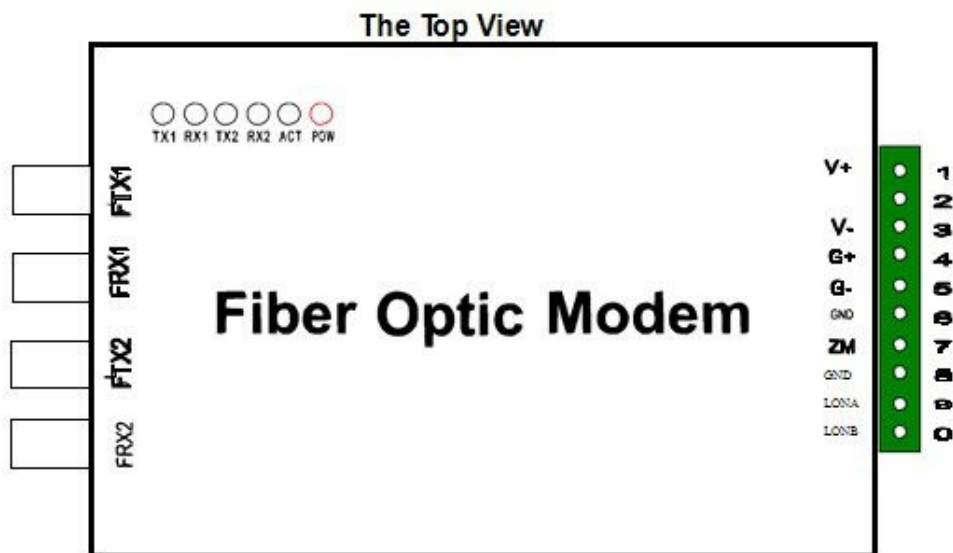 The Top View
TX1 RX1 TX2 RX2 ACT POW
FTX1
FRX1
FTX2
FRX2
Fiber Optic Modem
V+ 1
2
V- 3
G+ 4
G- 5
GND 6
ZM 7
GND 8
LONA 9
LONB 0